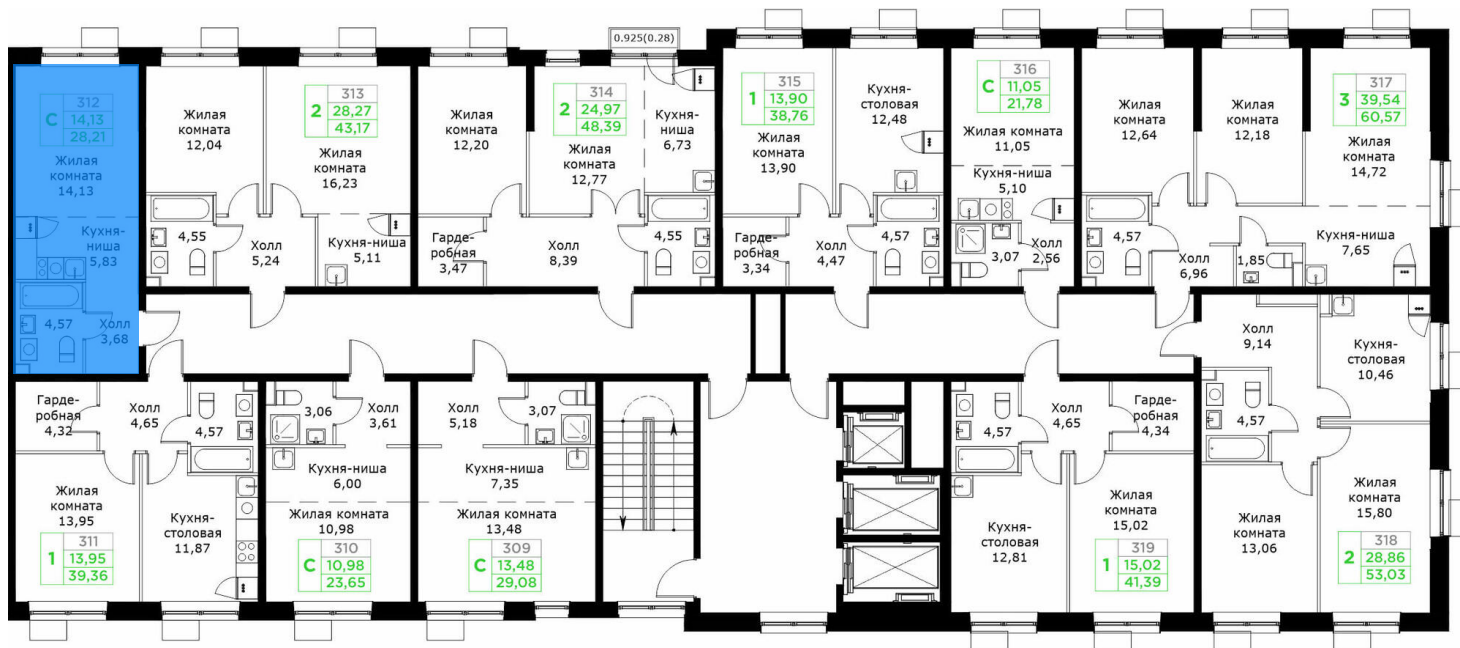 0.925(0.28)
312
С 14,13
28,21
Жилая
комната
14,13
Кухня-
ниша
5,83
4,57
Холл
3,68
Жилая
комната
12,04
313
2 28,27
43,17
Жилая
комната
16,23
4,55
Холл
5,24
Кухня-ниша
5,11
Жилая
комната
12,20
314
2 24,97
48,39
Жилая
комната
12,77
Кухня-
ниша
6,73
Гарде-
робная
3,47
Холл
8,39
4,55
315
1 13,90
38,76
Жилая
комната
13,90
Кухня-
столовая
12,48
Гарде-
робная
3,34
Холл
4,47
4,57
316
С 11,05
21,78
Жилая комната
11,05
Кухня-ниша
5,10
3,07
Холл
2,56
Жилая
комната
12,64
Жилая
комната
12,18
317
3 39,54
60,57
Жилая
комната
14,72
4,57
Холл
6,96
1,85
Кухня-ниша
7,65
Холл
9,14
Кухня-
столовая
10,46
4,57
Жилая
комната
13,06
Жилая
комната
15,80
318
2 28,86
53,03
Гарде-
робная
4,32
Холл
4,65
4,57
Жилая
комната
13,95
311
1 13,95
39,36
Кухня-
столовая
11,87
3,06
Холл
3,61
Кухня-ниша
6,00
Жилая комната
10,98
310
С 10,98
23,65
Холл
5,18
3,07
Кухня-ниша
7,35
Жилая комната
13,48
309
С 13,48
29,08
4,57
Холл
4,65
Гарде-
робная
4,34
Кухня-
столовая
12,81
Жилая
комната
15,02
319
1 15,02
41,39